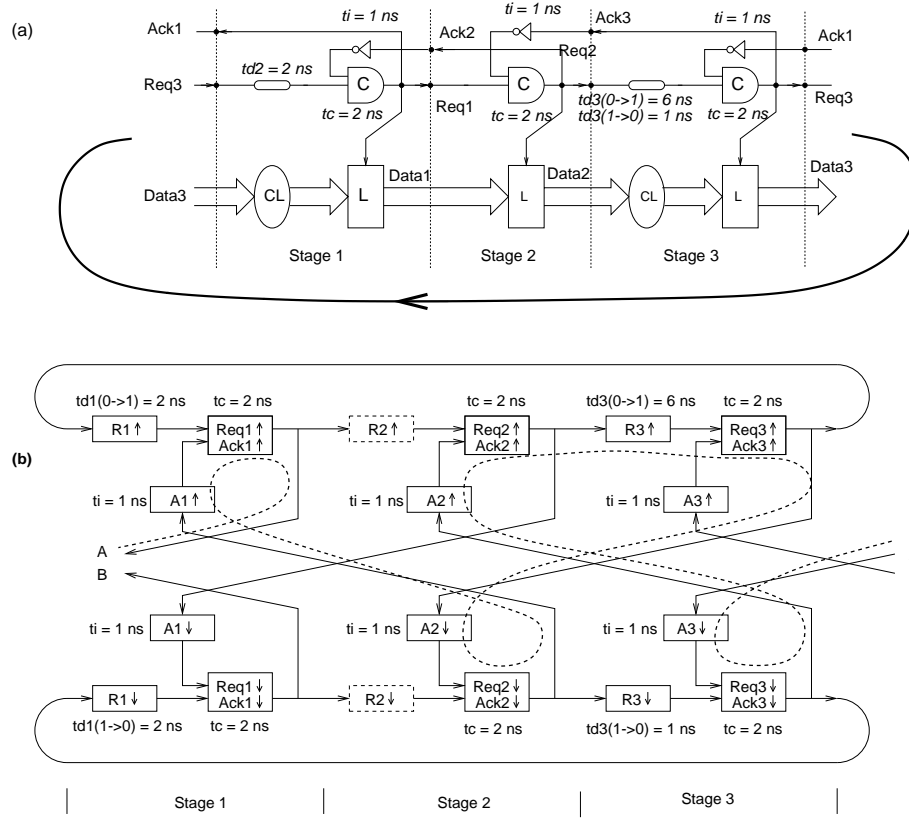 (a)
ti = 1 ns
ti = 1 ns
Ack3
ti = 1 ns
Ack1
Ack2
Req2
Ack1
Req3
td2 = 2 ns
C
C
C
Req1
td3(0->1) = 6 ns
td3(1->0) = 1 ns
Req3
tc = 2 ns
tc = 2 ns
tc = 2 ns
Data3
CL
L
Data1
L
Data2
CL
L
Data3
Stage 1
Stage 2
Stage 3
td1(0->1) = 2 ns
tc = 2 ns
tc = 2 ns
td3(0->1) = 6 ns
tc = 2 ns
(b)
R1↑
Req1↑
Ack1↑
R2↑
Req2↑
Ack2↑
R3↑
Req3↑
Ack3↑
ti = 1 ns
A1↑
ti = 1 ns
A2↑
ti = 1 ns
A3↑
A
B
ti = 1 ns
A1↓
ti = 1 ns
A2↓
ti = 1 ns
A3↓
R1↓
Req1↓
Ack1↓
R2↓
Req2↓
Ack2↓
R3↓
Req3↓
Ack3↓
td1(1->0) = 2 ns
tc = 2 ns
tc = 2 ns
td3(1->0) = 1 ns
tc = 2 ns
Stage 1
Stage 2
Stage 3